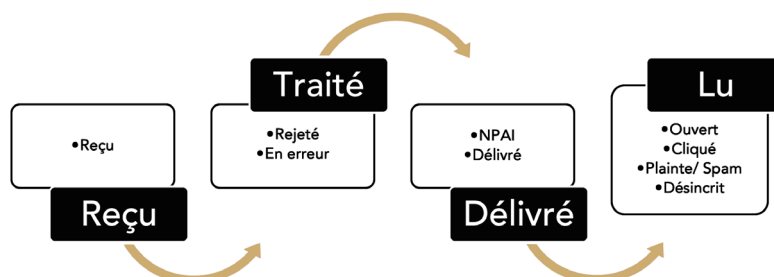 •Reçu
Reçu
Traité
•Rejeté
•En erreur
•NPAI
•Délivré
Délivré
Lu
•Ouvert
•Cliqué
•Plainte/ Spam
•Désincrit